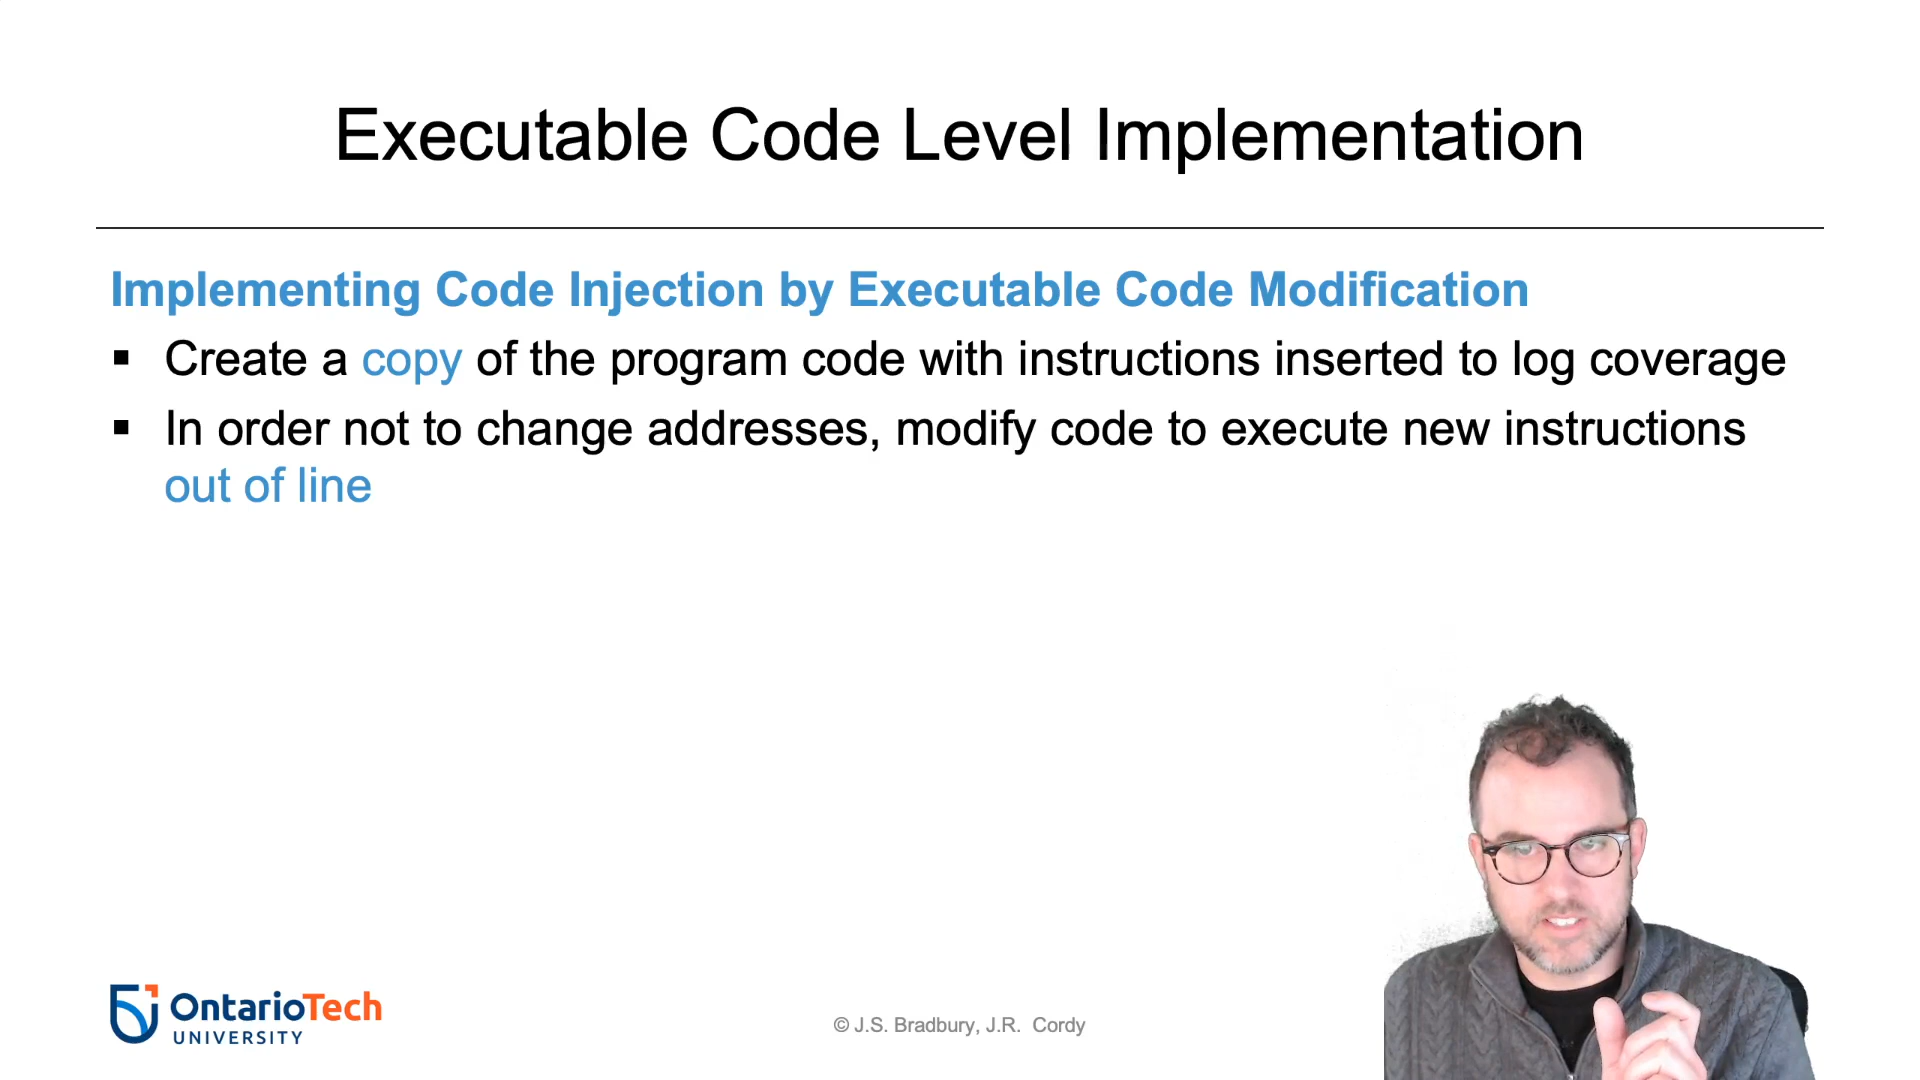 Executable Code Level Implementation
Implementing Code Injection by Executable Code Modification
▪ Create a copy of the program code with instructions inserted to log coverage
▪ In order not to change addresses, modify code to execute new instructions
out of line
OntarioTech
UNIVERSITY
© J.S. Bradbury, J.R. Cordy